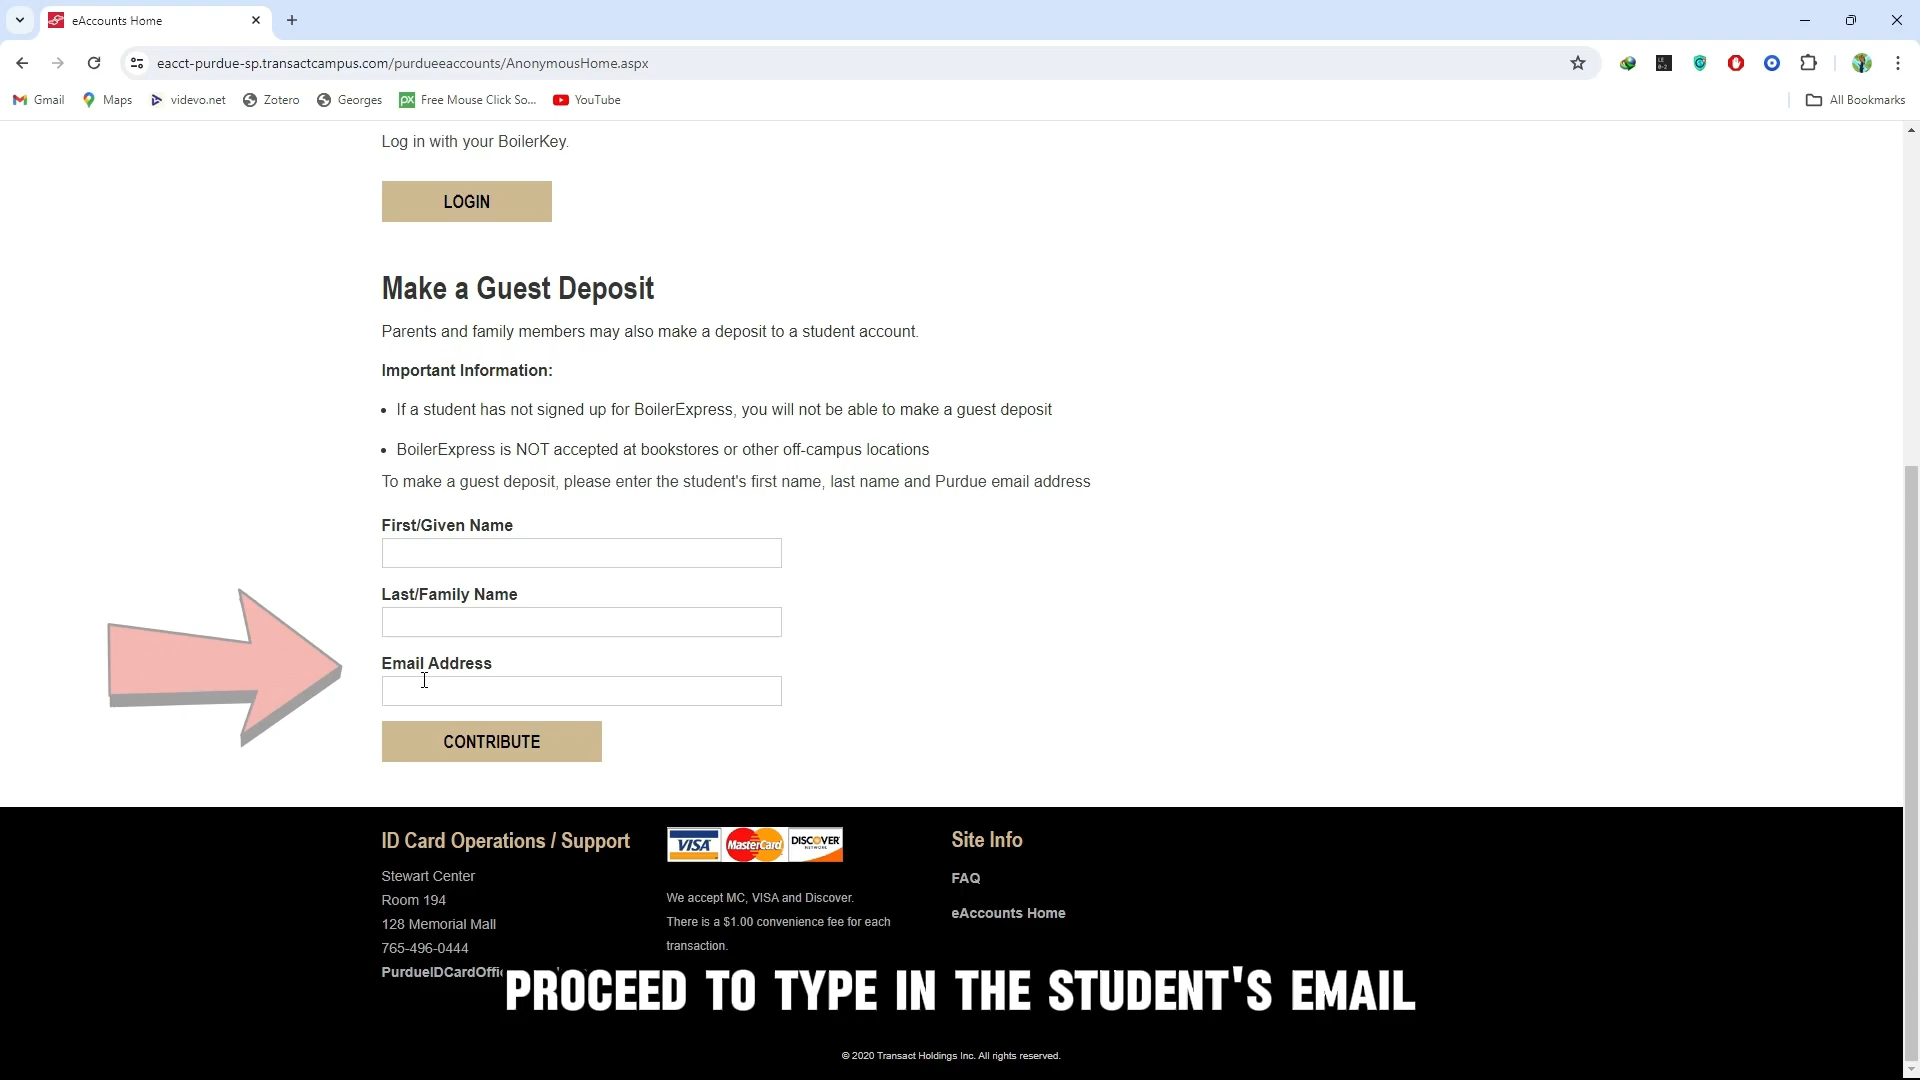 eAccounts Home
eacct-purdue-sp.transactcampus.com/purdueeaccounts/AnonymousHome.aspx
Gmail
Maps
videvo.net
Zotero
Georges
Free Mouse Click So...
YouTube
All Bookmarks
Log in with your BoilerKey.
LOGIN
Make a Guest Deposit
Parents and family members may also make a deposit to a student account.
Important Information:
• If a student has not signed up for BoilerExpress, you will not be able to make a guest deposit
• BoilerExpress is NOT accepted at bookstores or other off-campus locations
To make a guest deposit, please enter the student's first name, last name and Purdue email address
First/Given Name
Last/Family Name
Email Address
CONTRIBUTE
ID Card Operations / Support
Stewart Center
Room 194
128 Memorial Mall
765-496-0444
VISA
MasterCard
DISCOVER
NETWORK
We accept MC, VISA and Discover.
There is a $1.00 convenience fee for each
transaction.
Site Info
FAQ
eAccounts Home
PROCEED TO TYPE IN THE STUDENT'S EMAIL
© 2020 Transact Holdings Inc. All rights reserved.